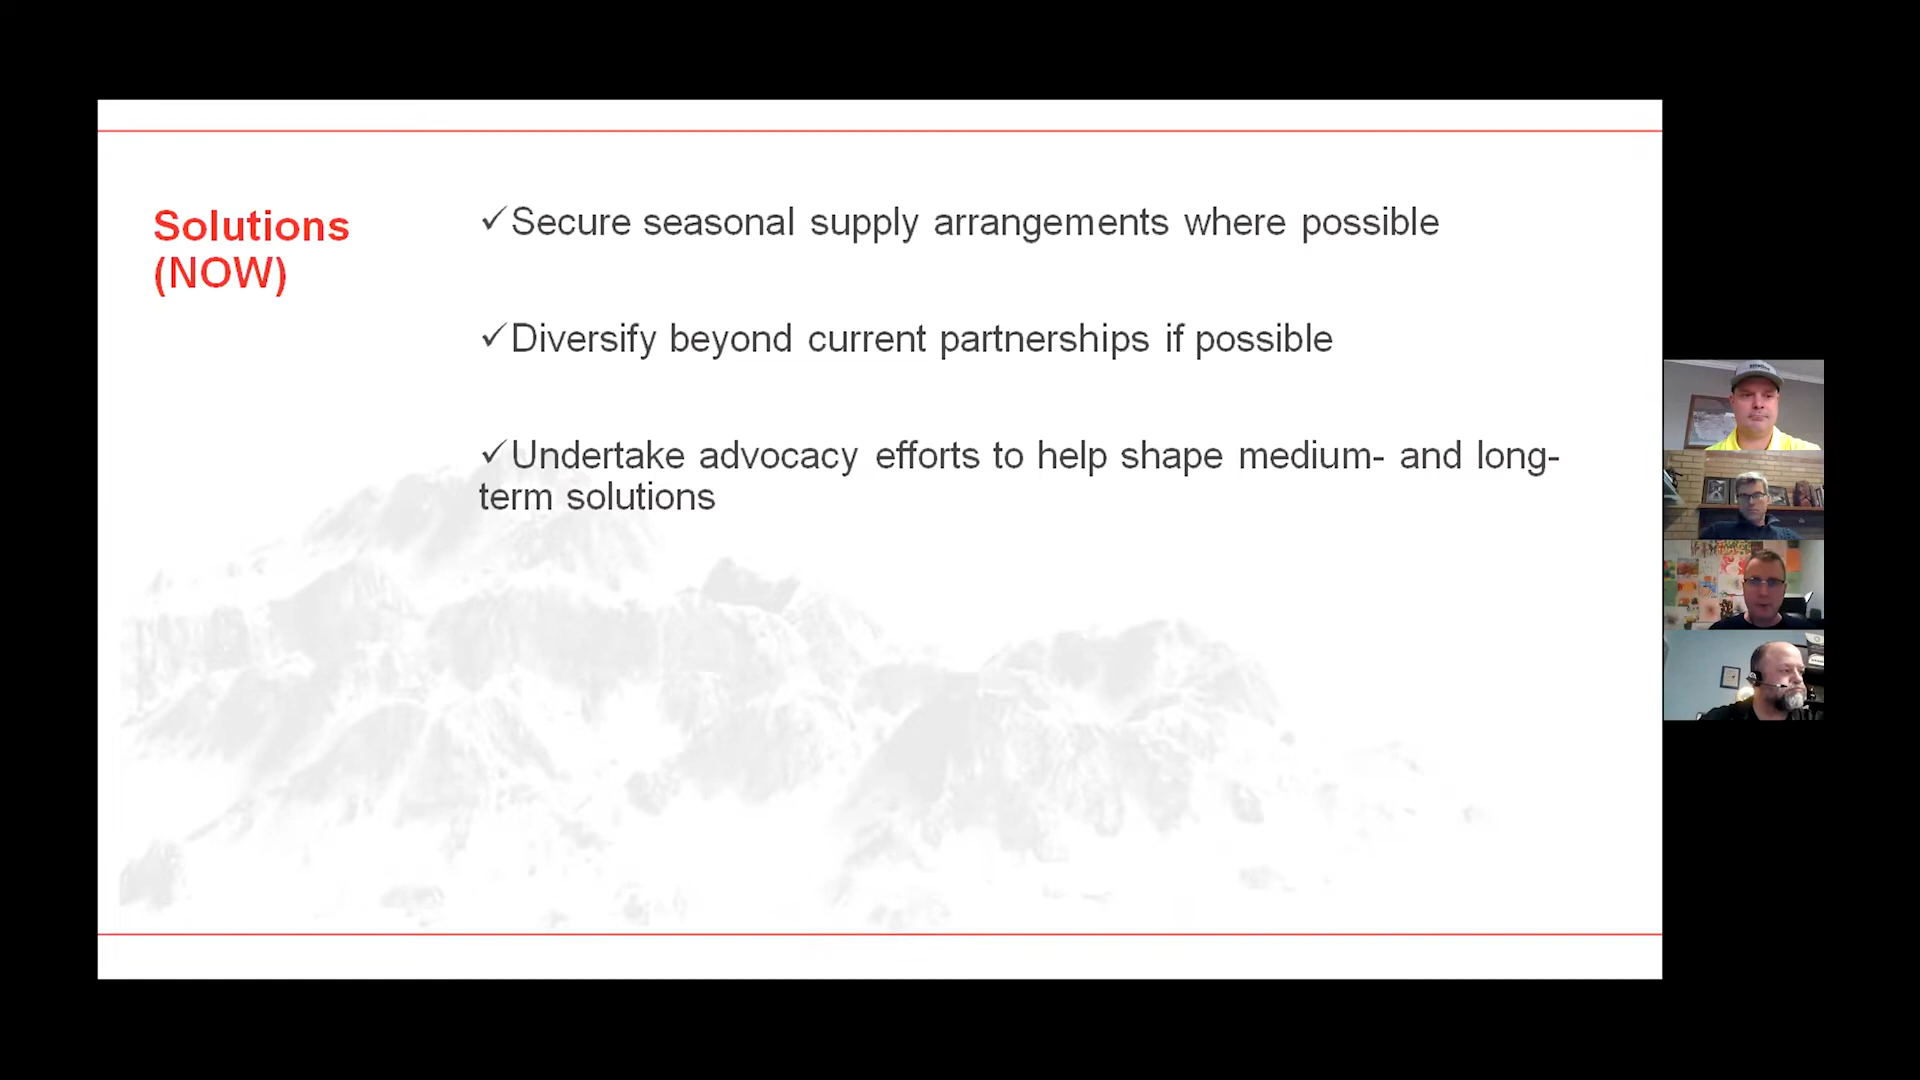 Solutions
(NOW)
✓Secure seasonal supply arrangements where possible
✓Diversify beyond current partnerships if possible
✓Undertake advocacy efforts to help shape medium- and long-
term solutions